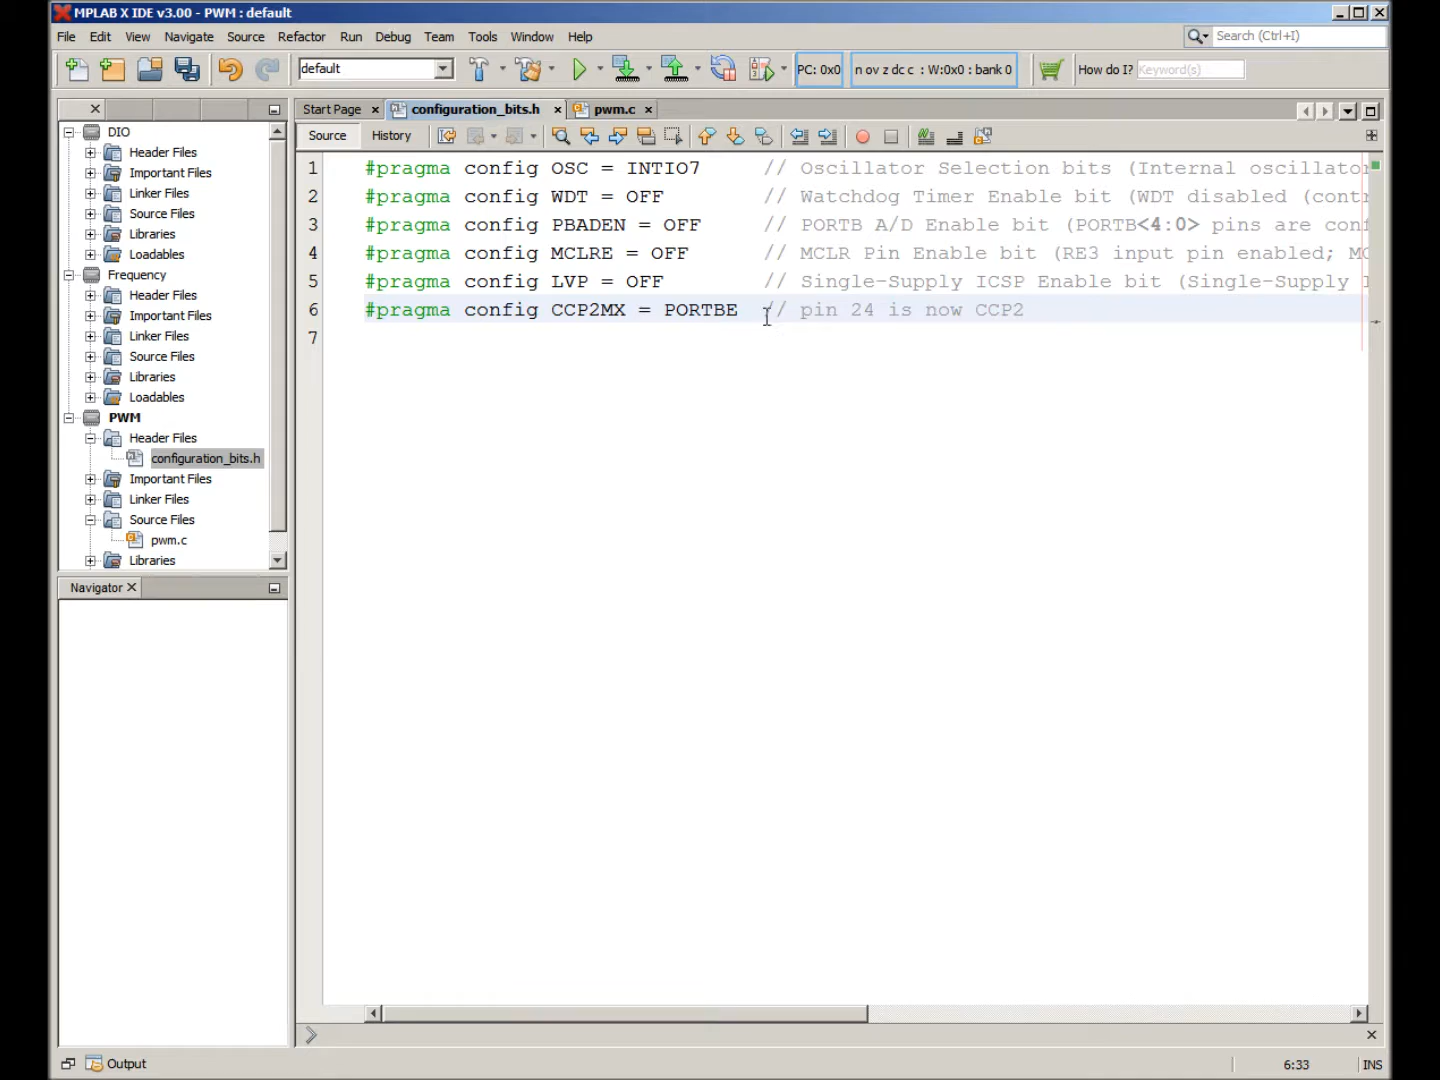 MPLAB X IDE v3.00 - PWM : default
File Edit View Navigate Source Refactor Run Debug Team Tools Window Help
Search (Ctrl+I)
default
PC: 0x0
n ov z dc c : W:0x0 : bank 0
How do I? Keyword(s)
Start Page configuration_bits.h pwm.c
Source History
DIO
Header Files
Important Files
Linker Files
Source Files
Libraries
Loadables
Frequency
Header Files
Important Files
Linker Files
Source Files
Libraries
Loadables
PWM
Header Files
configuration_bits.h
Important Files
Linker Files
Source Files
pwm.c
Libraries
Navigator
1 #pragma config OSC = INTIO7 // Oscillator Selection bits (Internal oscillator
2 #pragma config WDT = OFF // Watchdog Timer Enable bit (WDT disabled (cont
3 #pragma config PBADEN = OFF // PORTB A/D Enable bit (PORTB<4:0> pins are con
4 #pragma config MCLRE = OFF // MCLR Pin Enable bit (RE3 input pin enabled; MC
5 #pragma config LVP = OFF // Single-Supply ICSP Enable bit (Single-Supply I
6 #pragma config CCP2MX = PORTBE // pin 24 is now CCP2
7
Output
6:33 INS